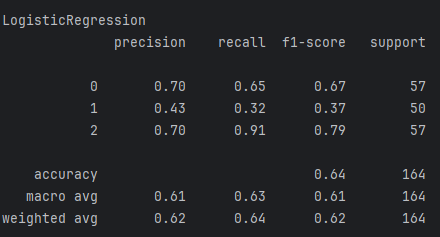 LogisticRegression
precision recall f1-score support
0 0.70 0.65 0.67 57
1 0.43 0.32 0.37 50
2 0.70 0.91 0.79 57
accuracy 0.64 164
macro avg 0.61 0.63 0.61 164
weighted avg 0.62 0.64 0.62 164